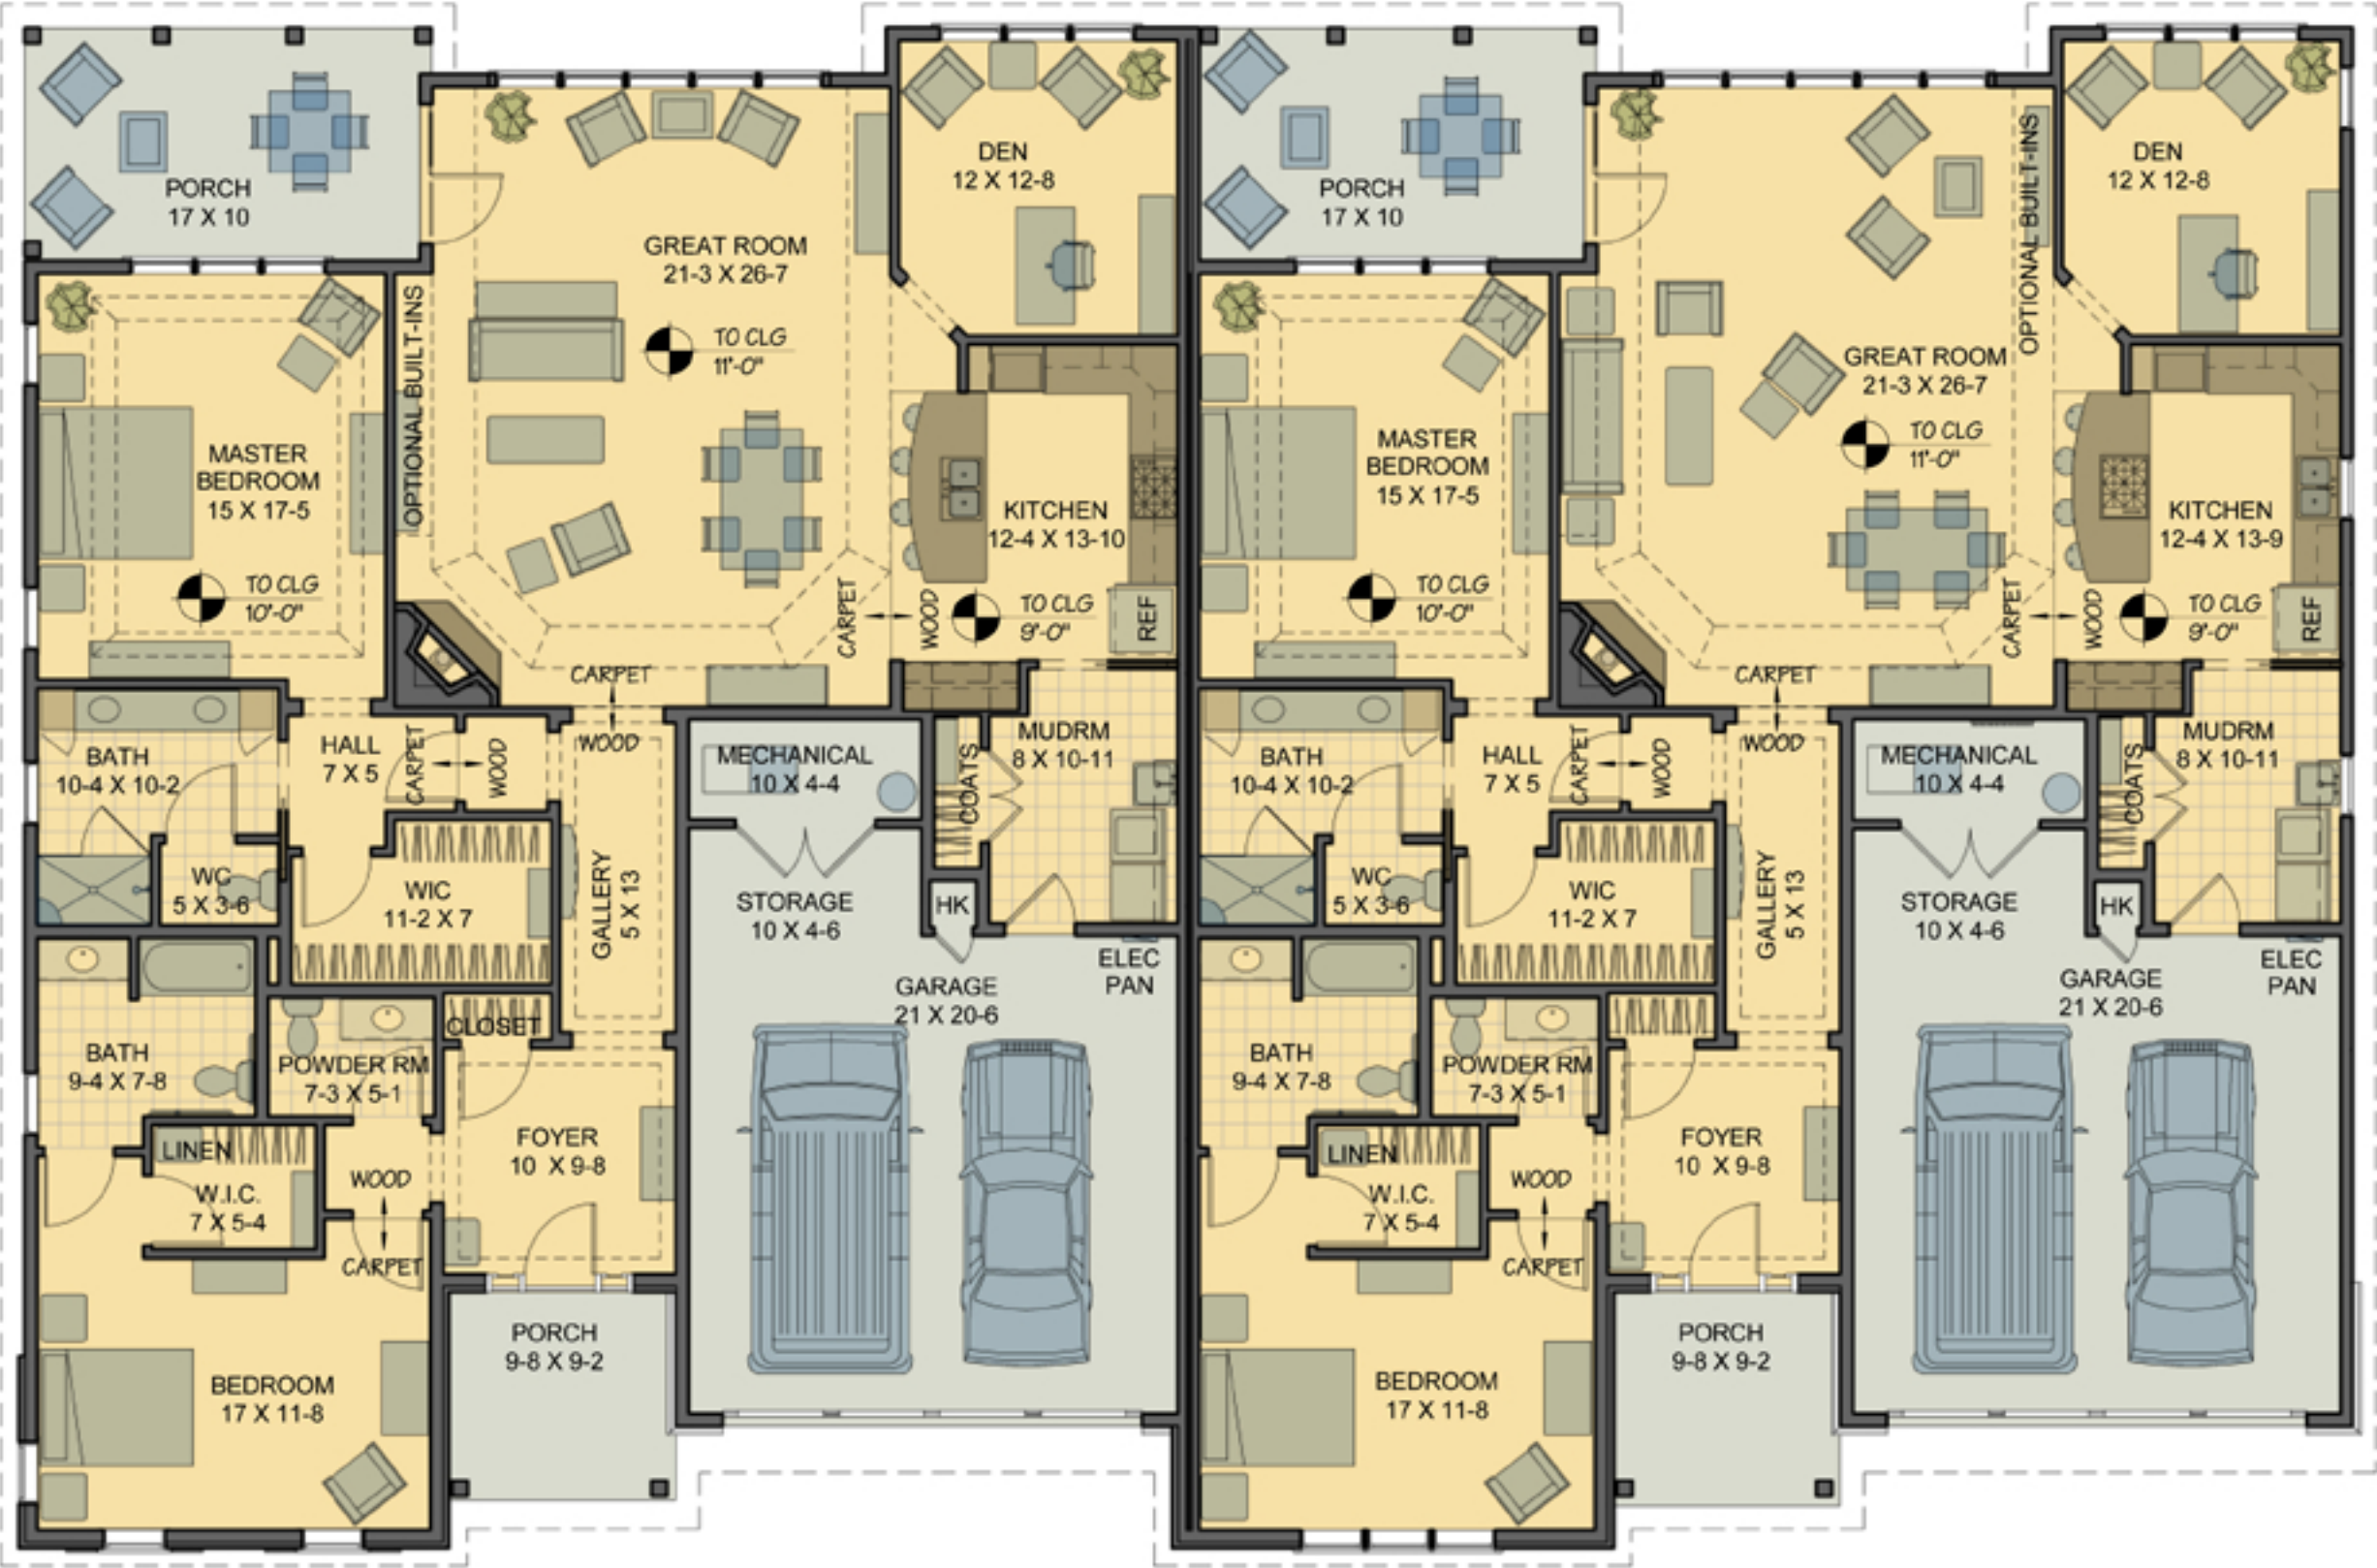 PORCH
17 X 10
GREAT ROOM
21-3 X 26-7
TO CLG
11'-0"
OPTIONAL BUILT-INS
DEN
12 X 12-8
MASTER
BEDROOM
15 X 17-5
TO CLG
10'-0"
KITCHEN
12-4 X 13-10
TO CLG
9'-0"
REF
CARPET
WOOD
CARPET
WOOD
BATH
10-4 X 10-2
HALL
7 X 5
CARPET
WOOD
MECHANICAL
10 X 4-4
COATS
MUDRM
8 X 10-11
WC
5 X 3-6
WIC
11-2 X 7
GALLERY
5 X 13
STORAGE
10 X 4-6
HK
ELEC
PAN
GARAGE
21 X 20-6
CLOSET
BATH
9-4 X 7-8
POWDER RM
7-3 X 5-1
LINEN
W.I.C.
7 X 5-4
WOOD
CARPET
FOYER
10 X 9-8
PORCH
9-8 X 9-2
BEDROOM
17 X 11-8
PORCH
17 X 10
OPTIONAL BUILT-INS
DEN
12 X 12-8
GREAT ROOM
21-3 X 26-7
TO CLG
11'-0"
MASTER
BEDROOM
15 X 17-5
TO CLG
10'-0"
KITCHEN
12-4 X 13-9
TO CLG
9'-0"
REF
CARPET
WOOD
CARPET
WOOD
BATH
10-4 X 10-2
HALL
7 X 5
CARPET
WOOD
MECHANICAL
10 X 4-4
COATS
MUDRM
8 X 10-11
WC
5 X 3-6
WIC
11-2 X 7
GALLERY
5 X 13
STORAGE
10 X 4-6
HK
ELEC
PAN
GARAGE
21 X 20-6
BATH
9-4 X 7-8
POWDER RM
7-3 X 5-1
LINEN
W.I.C.
7 X 5-4
WOOD
CARPET
FOYER
10 X 9-8
PORCH
9-8 X 9-2
BEDROOM
17 X 11-8